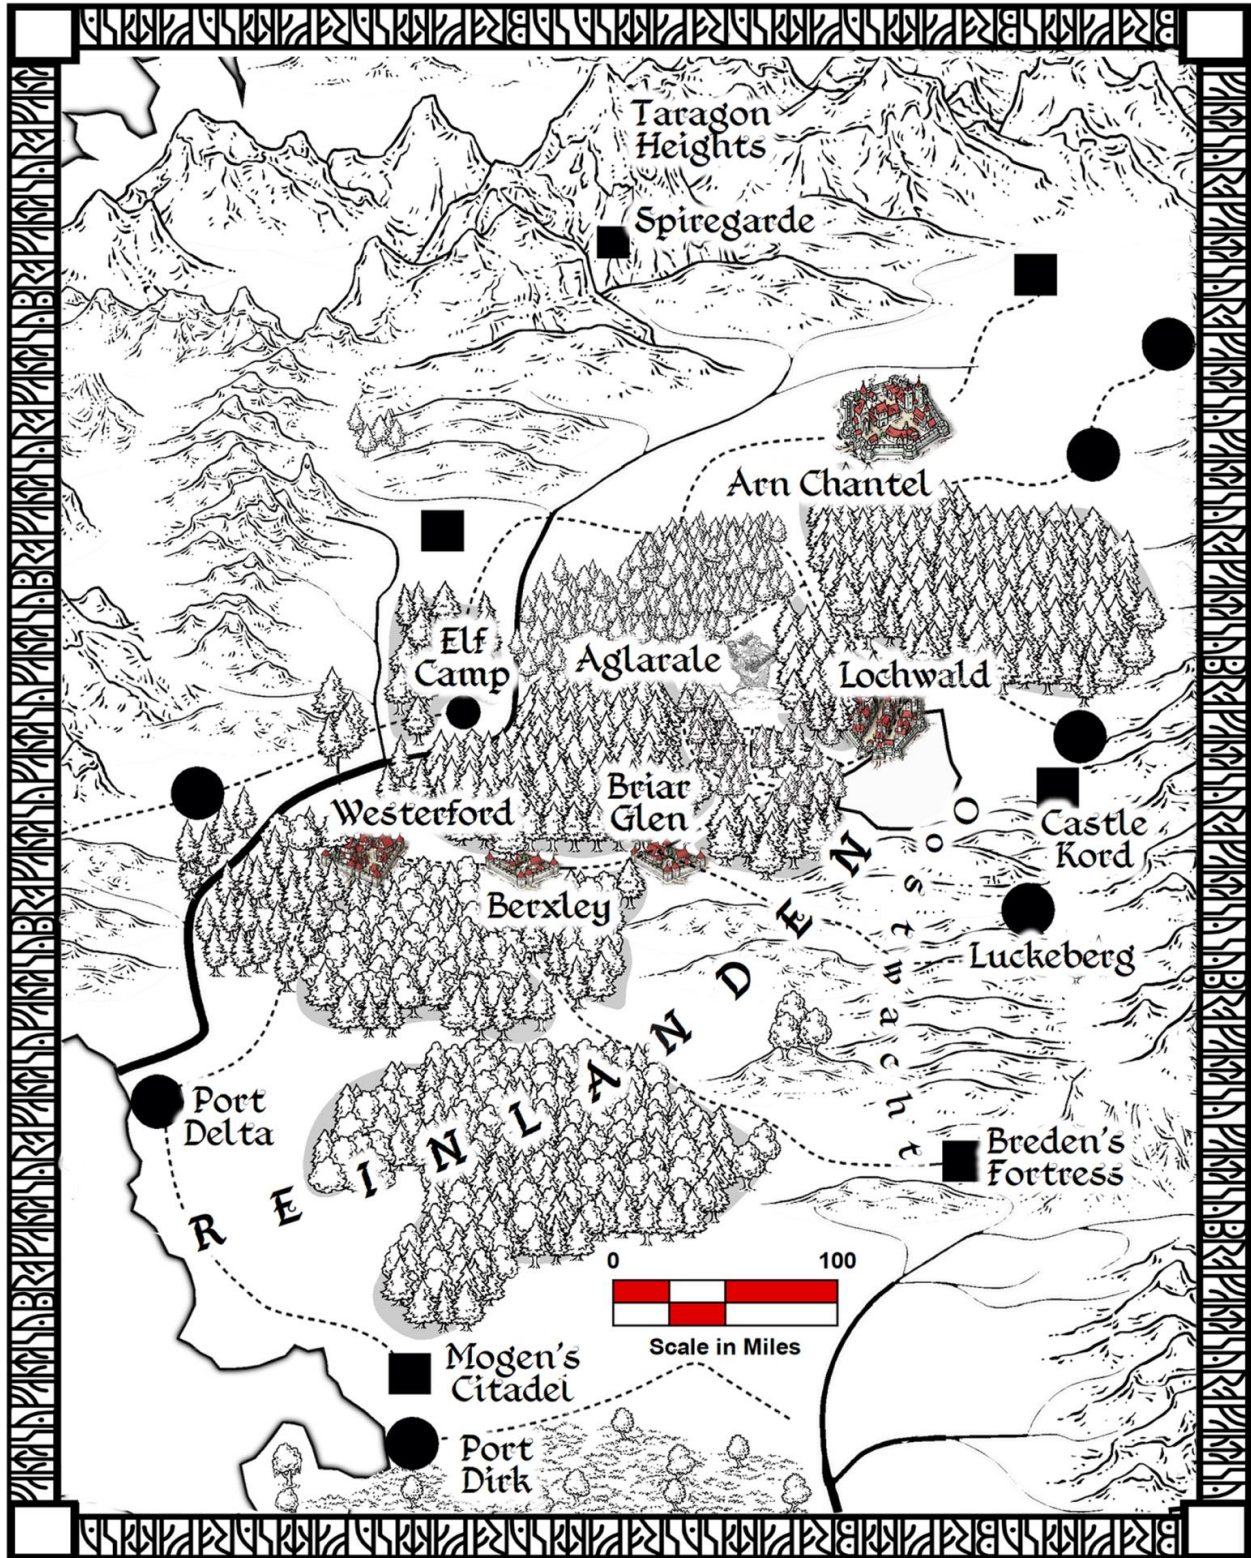 Taragon
Heights
Spiregarde
Arn Chantel
Elf
Camp
Aglarale
Lochwald
Briar
Glen
Westerford
Berxley
Castle
Kord
Oostwacht
Luckeberg
REINLANDEN
Port
Delta
Breden's
Fortress
0 100
Scale in Miles
Mogen's
Citadel
Port
Dirk